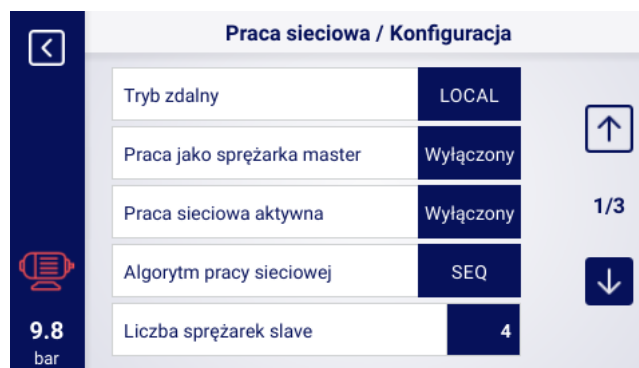 Praca sieciowa / Konfiguracja
Tryb zdalny LOCAL
Praca jako sprężarka master Wyłączony
Praca sieciowa aktywna Wyłączony
1/3
Algorytm pracy sieciowej SEQ
Liczba sprężarek slave 4
9.8
bar